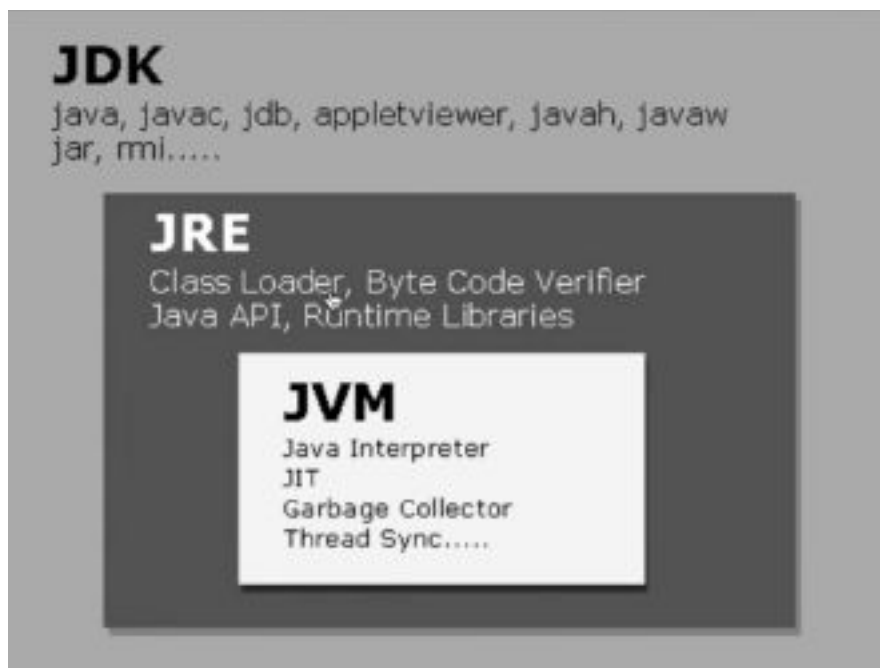 JDK
java, javac, jdb, appletviewer, javah, javaw
jar, rmi.....
JRE
Class Loader, Byte Code Verifier
Java API, Runtime Libraries
JVM
Java Interpreter
JIT
Garbage Collector
Thread Sync.....